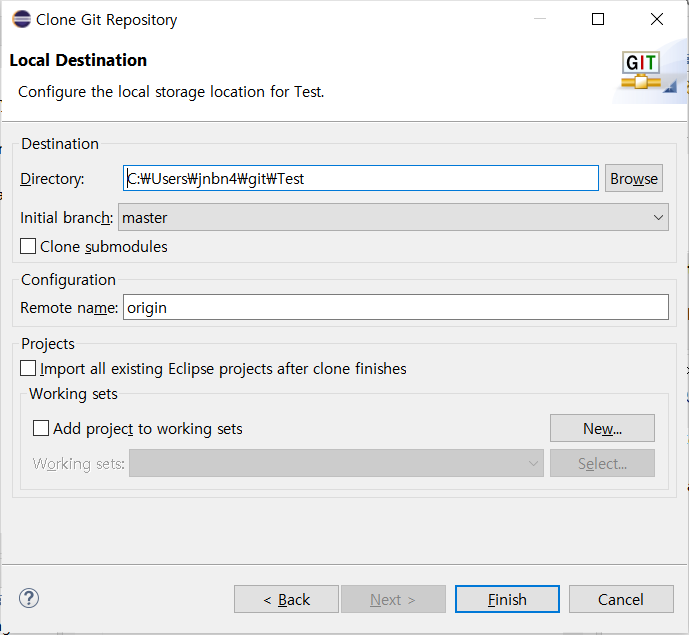 Clone Git Repository
Local Destination
GIT
Configure the local storage location for Test.
Destination
Directory: C:₩Users₩jnbn4₩git₩Test Browse
Initial branch: master
Clone submodules
Configuration
Remote name: origin
Projects
Import all existing Eclipse projects after clone finishes
Working sets
Add project to working sets New...
Working sets: Select...
? < Back Next > Finish Cancel